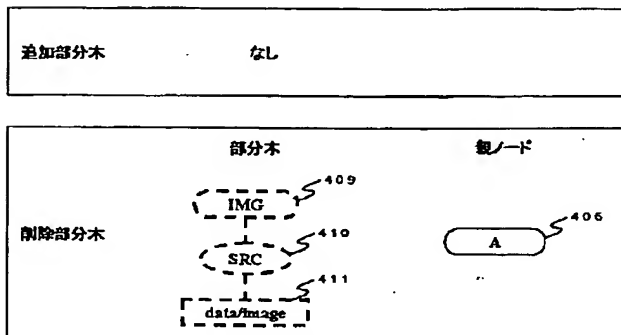 追加部分木 なし
部分木 親ノード
IMG 409
削除部分木 SRC 410 A 406
data/image 411